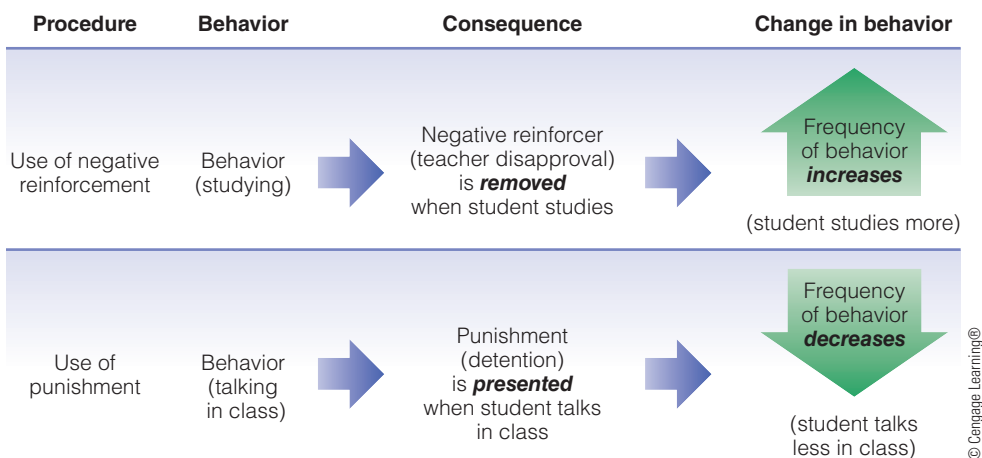 Procedure
Behavior
Consequence
Change in behavior
Use of negative
reinforcement
Behavior
(studying)
Negative reinforcer
(teacher disapproval)
is removed
when student studies
Frequency
of behavior
increases
(student studies more)
Use of
punishment
Behavior
(talking
in class)
Punishment
(detention)
is presented
when student talks
in class
Frequency
of behavior
decreases
(student talks
less in class)
© Cengage Learning®